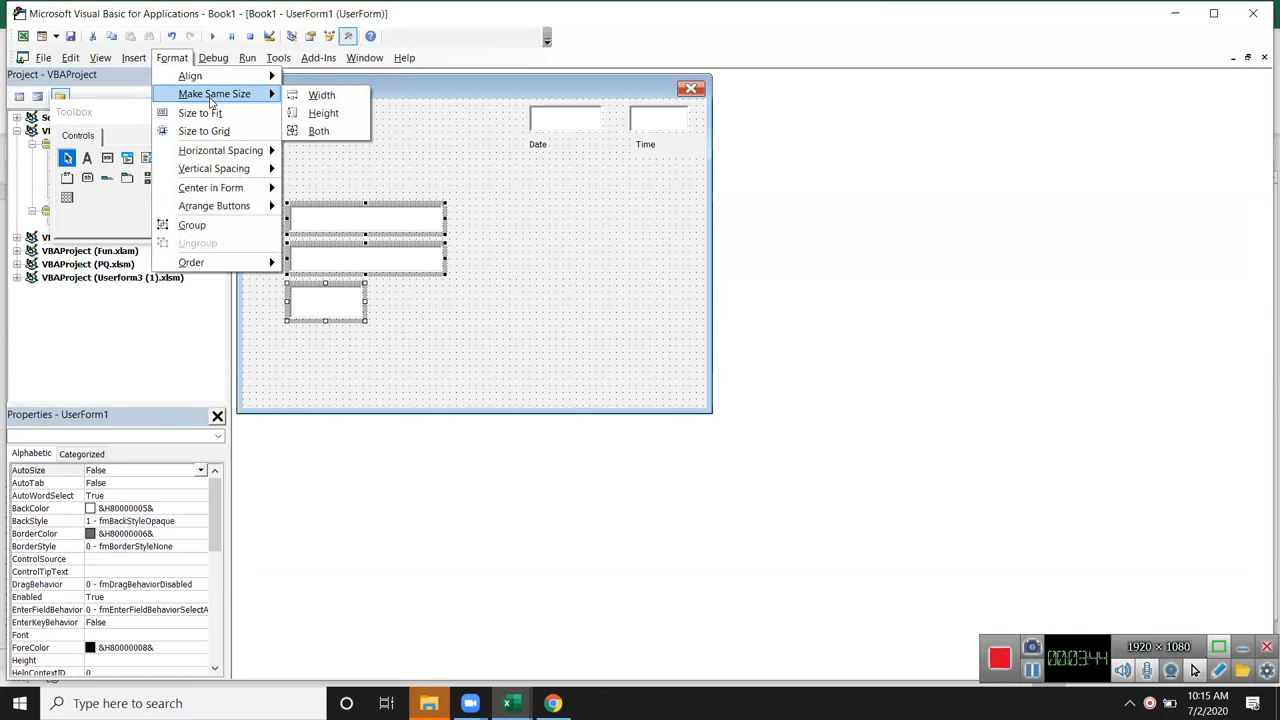 Microsoft Visual Basic for Applications - Book1 - [Book1 - UserForm1 (UserForm)]
File Edit View Insert Format Debug Run Tools Add-Ins Window Help
Project - VBAProject
Align
Make Same Size
Size to Fit
Size to Grid
Horizontal Spacing
Vertical Spacing
Center in Form
Arrange Buttons
Group
Ungroup
Order
Width
Height
Both
Toolbox
Controls
Date
Time
VBAProject (Fun.xlam)
VBAProject (PQ.xlsm)
VBAProject (Userform3 (1).xlsm)
Properties - UserForm1
Alphabetic Categorized
AutoSize False
AutoTab False
AutoWordSelect True
BackColor &H80000005&
BackStyle 1 - fmBackStyleOpaque
BorderColor &H80000006&
BorderStyle 0 - fmBorderStyleNone
ControlSource
ControlTipText
DragBehavior 0 - fmDragBehaviorDisabled
Enabled True
EnterFieldBehavior 0 - fmEnterFieldBehaviorSelectA
EnterKeyBehavior False
Font
ForeColor &H80000008&
Height
HelpContextID 0
1920 × 1080
00:03:44
Type here to search
10:15 AM
7/2/2020